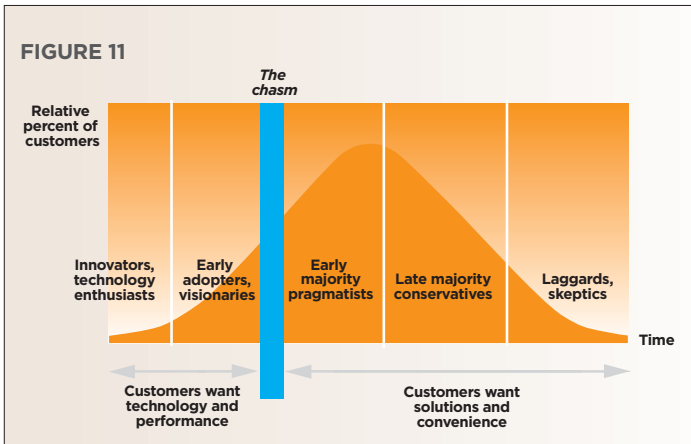 FIGURE 11
The
chasm
Relative
percent of
customers
Innovators,
technology
enthusiasts
Early
adopters,
visionaries
Early
majority
pragmatists
Late majority
conservatives
Laggards,
skeptics
Time
Customers want
technology and
performance
Customers want
solutions and
convenience